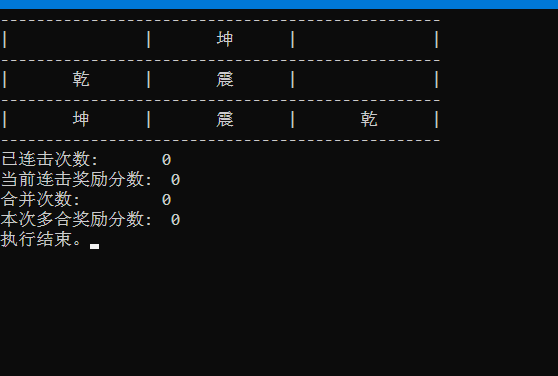 -------------------------------------------------
|               |       坤      |               |
-------------------------------------------------
|       乾      |       震      |               |
-------------------------------------------------
|       坤      |       震      |       乾      |
-------------------------------------------------
已连击次数:       0
当前连击奖励分数:  0
合并次数:         0
本次多合奖励分数:  0
执行结束。